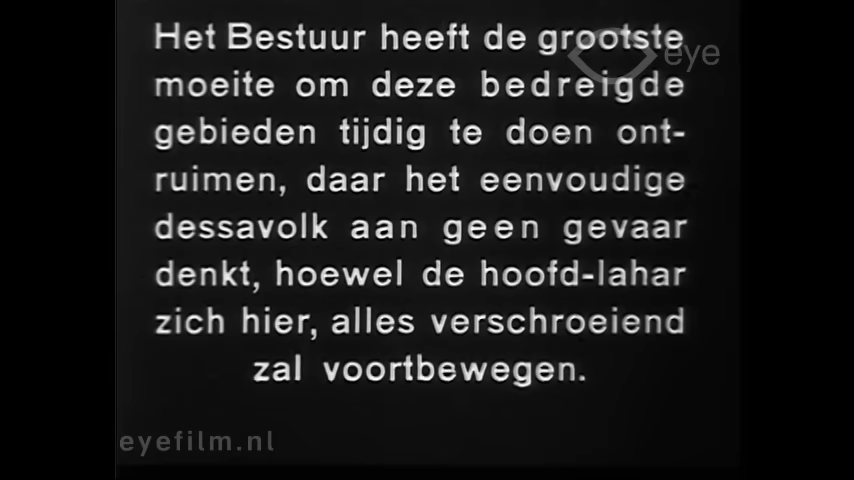 Het Bestuur heeft de grootste
eye
moeite om deze bedreigde
gebieden tijdig te doen ont-
ruimen, daar het eenvoudige
dessavolk aan geen gevaar
denkt, hoewel de hoofd-lahar
zich hier, alles verschroeiend
zal voortbewegen.
eyefilm.nl